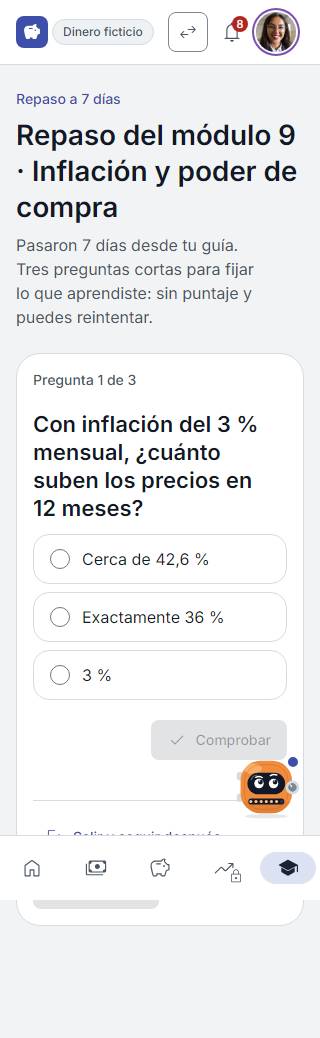 Dinero ficticio
8
Repaso a 7 días
Repaso del módulo 9
· Inflación y poder de
compra
Pasaron 7 días desde tu guía.
Tres preguntas cortas para fijar
lo que aprendiste: sin puntaje y
puedes reintentar.
Pregunta 1 de 3
Con inflación del 3 %
mensual, ¿cuánto
suben los precios en
12 meses?
Cerca de 42,6 %
Exactamente 36 %
3 %
Comprobar